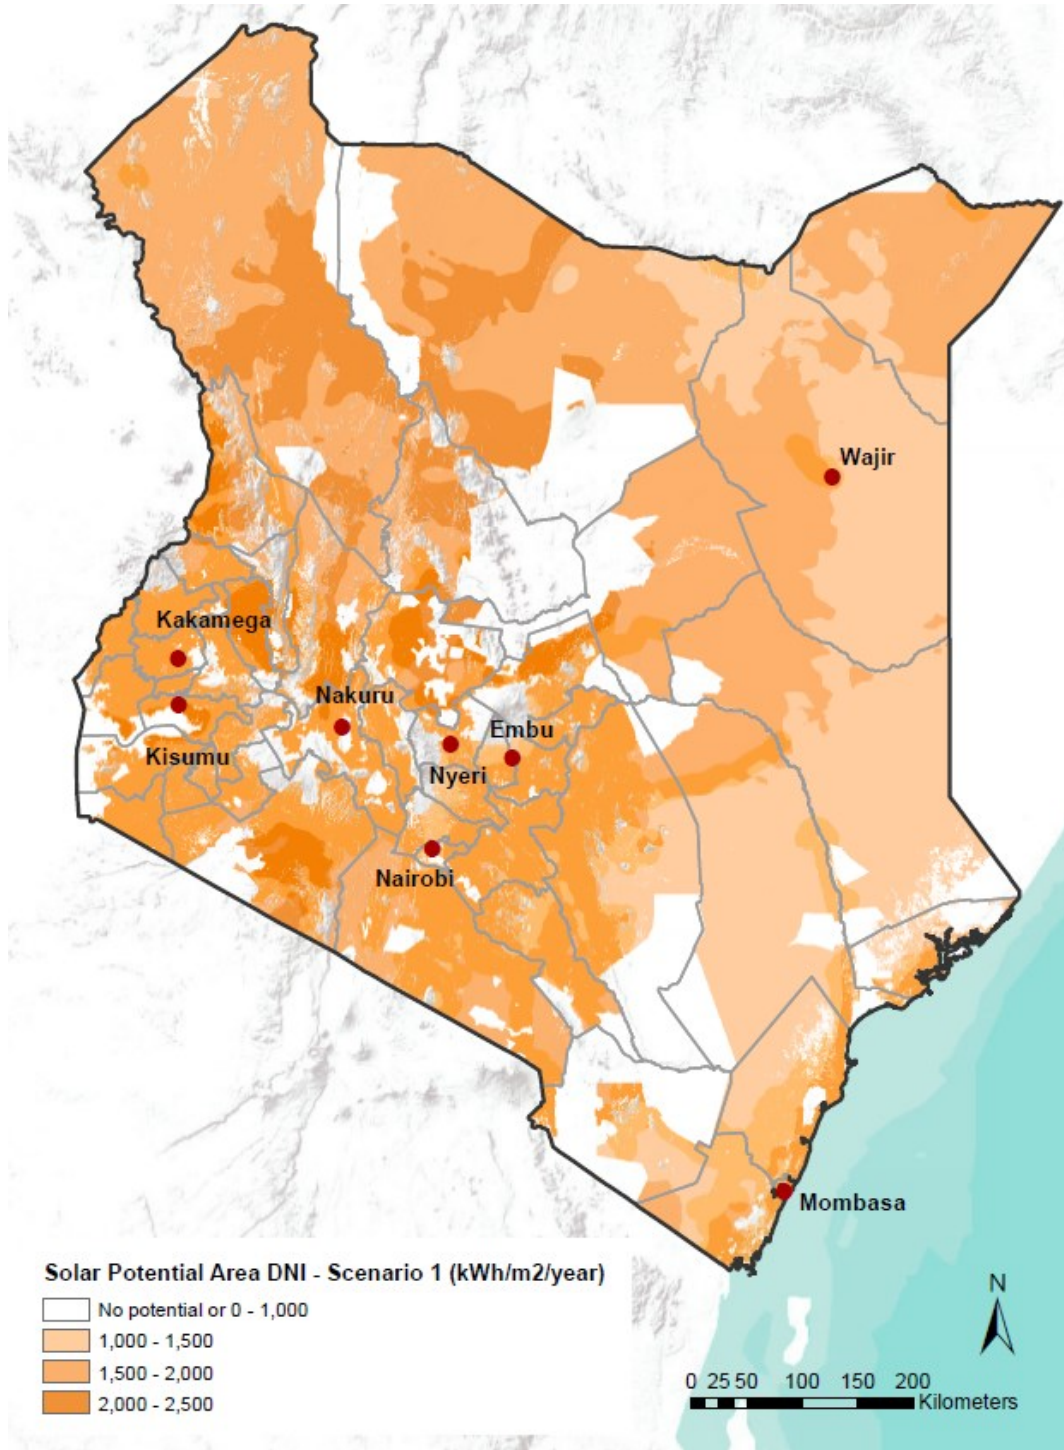 Wajir
Kakamega
Nakuru
Embu
Kisumu
Nyeri
Nairobi
Mombasa
Solar Potential Area DNI - Scenario 1 (kWh/m2/year)
No potential or 0 - 1,000
1,000 - 1,500
1,500 - 2,000
2,000 - 2,500
N
0 25 50 100 150 200
Kilometers